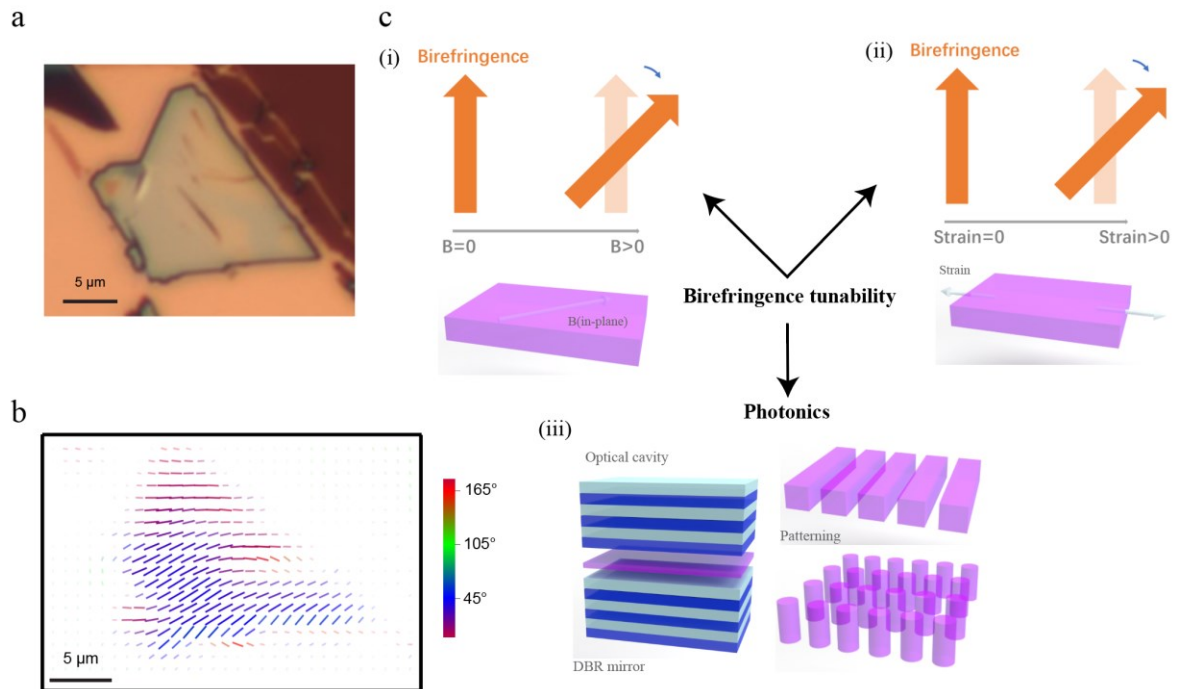 a
5 μm
b
165°
105°
45°
5 μm
c
(i)
Birefringence
B=0
B>0
B(in-plane)
(ii)
Birefringence
Strain=0
Strain>0
Strain
Birefringence tunability
Photonics
(iii)
Optical cavity
DBR mirror
Patterning